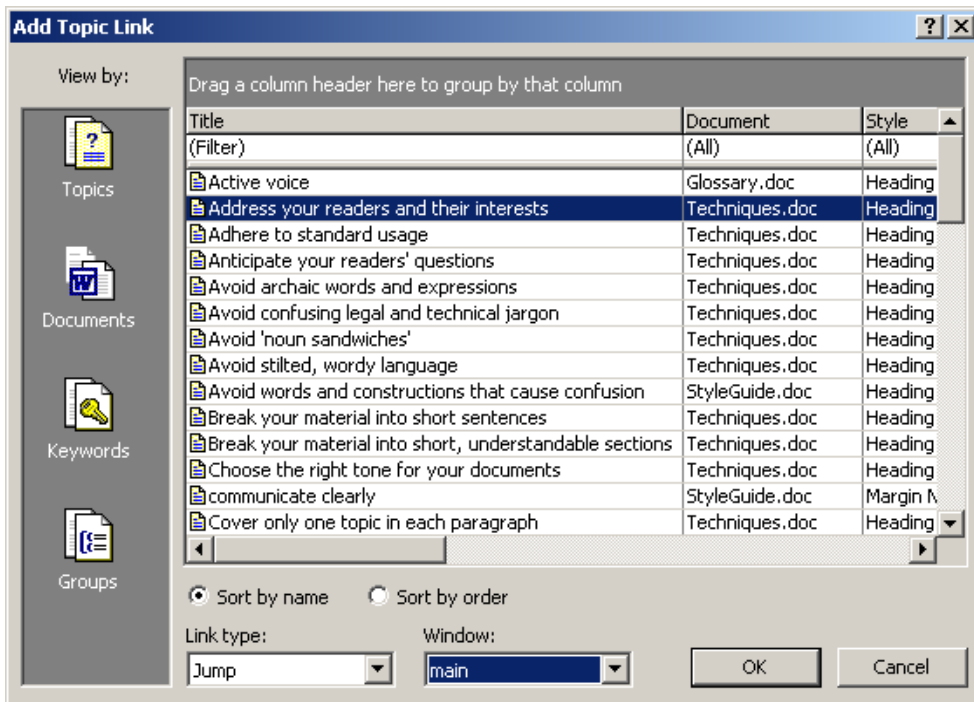 Add Topic Link
View by:
Topics
Documents
Keywords
Groups
Drag a column header here to group by that column
Title Document Style
(Filter) (All) (All)
Active voice Glossary.doc Heading
Address your readers and their interests Techniques.doc Heading
Adhere to standard usage Techniques.doc Heading
Anticipate your readers' questions Techniques.doc Heading
Avoid archaic words and expressions Techniques.doc Heading
Avoid confusing legal and technical jargon Techniques.doc Heading
Avoid 'noun sandwiches' Techniques.doc Heading
Avoid stilted, wordy language Techniques.doc Heading
Avoid words and constructions that cause confusion StyleGuide.doc Heading
Break your material into short sentences Techniques.doc Heading
Break your material into short, understandable sections Techniques.doc Heading
Choose the right tone for your documents Techniques.doc Heading
communicate clearly StyleGuide.doc Margin
Cover only one topic in each paragraph Techniques.doc Heading
Sort by name Sort by order
Link type: Window:
Jump main OK Cancel